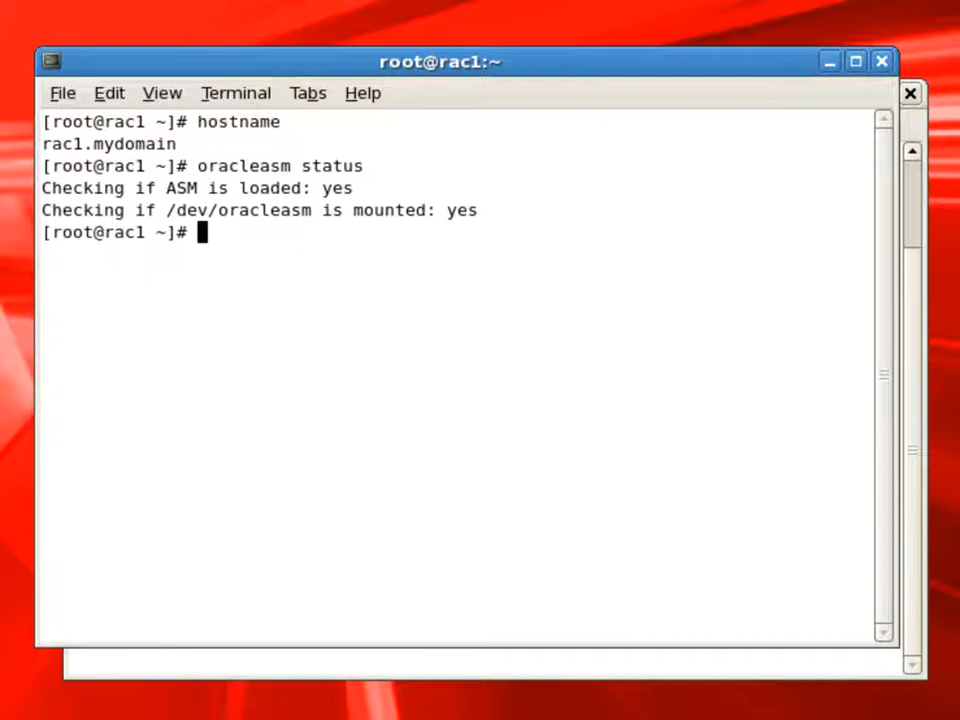 root@rac1:~
File Edit View Terminal Tabs Help
[root@rac1 ~]# hostname
rac1.mydomain
[root@rac1 ~]# oracleasm status
Checking if ASM is loaded: yes
Checking if /dev/oracleasm is mounted: yes
[root@rac1 ~]#